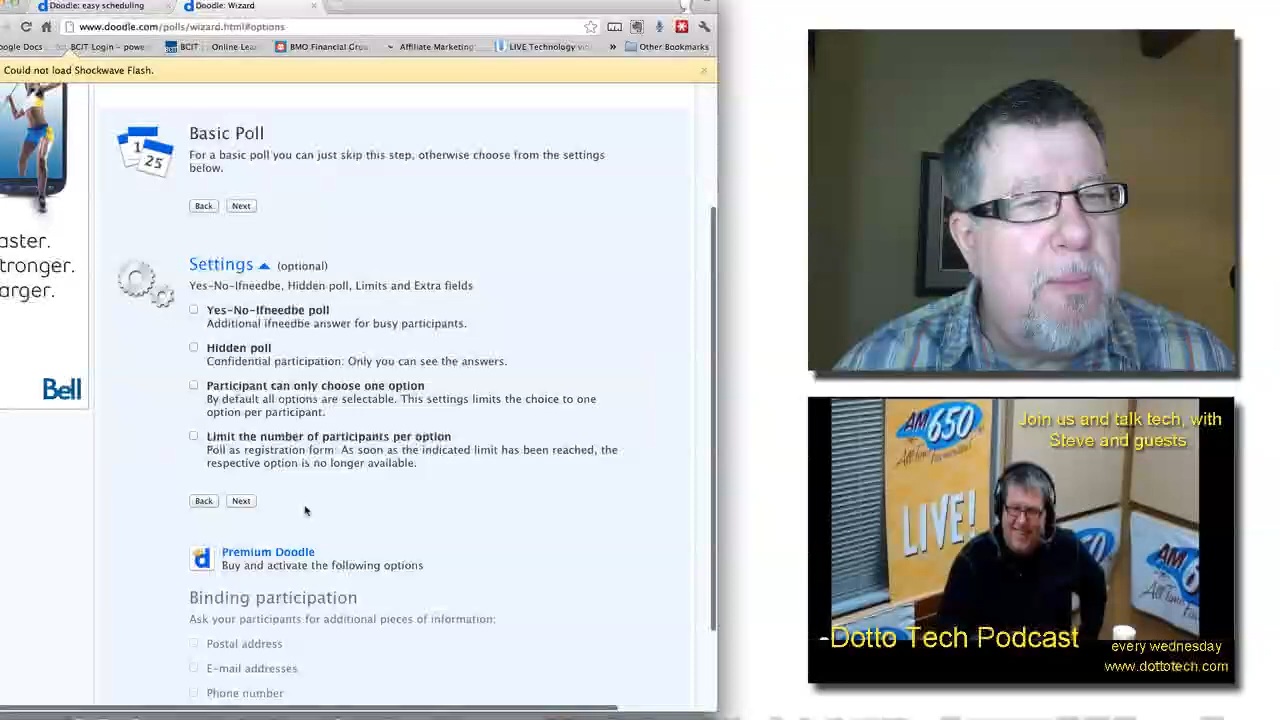 Doodle: easy scheduling
Doodle: Wizard
www.doodle.com/polls/wizard.html#options
oogle Docs
BCIT Login – powe
BCIT
Online Lea
BMO Financial Grou
Affiliate Marketing
LIVE Technology vi
»
Other Bookmarks
Could not load Shockwave Flash.
aster.
tronger.
arger.
Bell
1
25
Basic Poll
For a basic poll you can just skip this step, otherwise choose from the settings
below.
Back
Next
Settings (optional)
Yes-No-Ifneedbe, Hidden poll, Limits and Extra fields
Yes-No-Ifneedbe poll
Additional ifneedbe answer for busy participants.
Hidden poll
Confidential participation: Only you can see the answers.
Participant can only choose one option
By default all options are selectable. This settings limits the choice to one
option per participant.
Limit the number of participants per option
Poll as registration form: As soon as the indicated limit has been reached, the
respective option is no longer available.
Back
Next
d
Premium Doodle
Buy and activate the following options
Binding participation
Ask your participants for additional pieces of information:
Postal address
E-mail addresses
Phone number
AM650
LIVE!
Join us and talk tech, with
Steve and guests
AM6
All Time
-Dotto Tech Podcast
every wednesday
www.dottotech.com